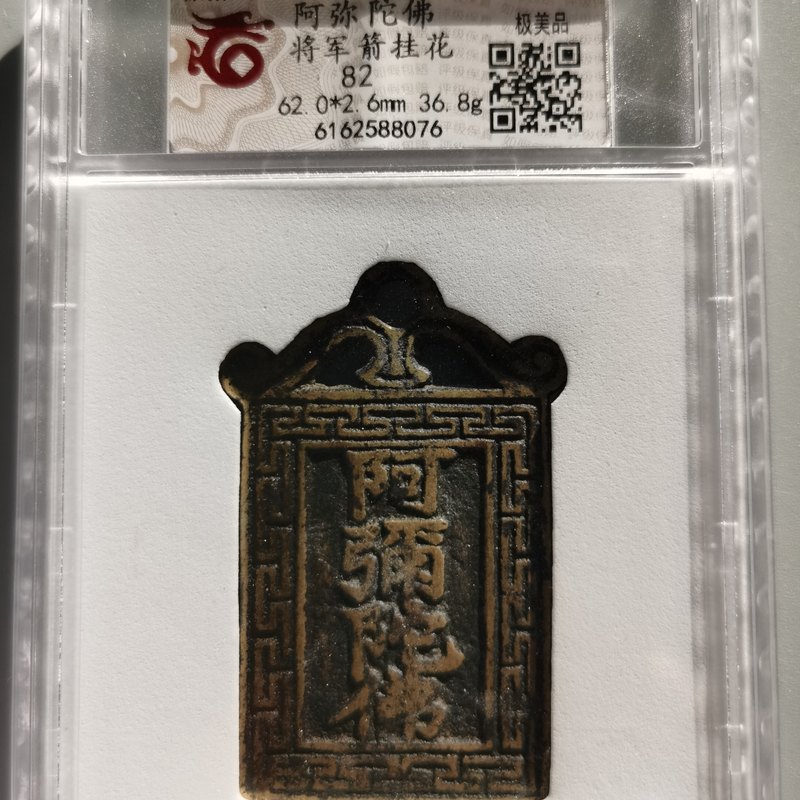 阿弥陀佛
将军箭挂花
82
极美品
62.0*2.6mm 36.8g
6162588076
阿
彌
陀
佛